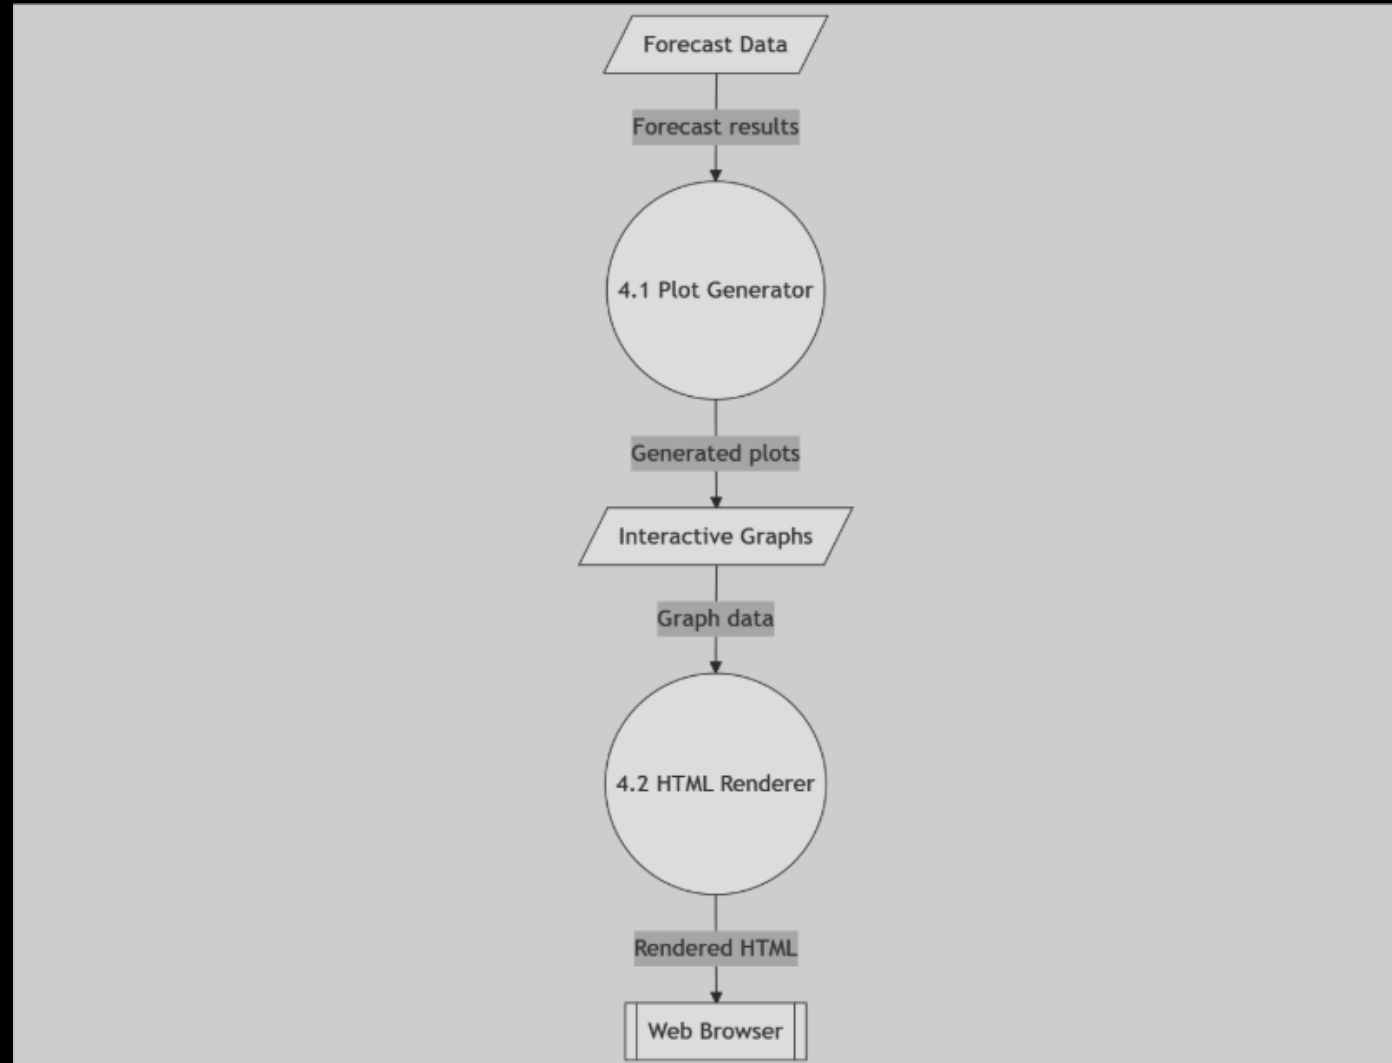 Forecast Data
Forecast results
4.1 Plot Generator
Generated plots
Interactive Graphs
Graph data
4.2 HTML Renderer
Rendered HTML
Web Browser